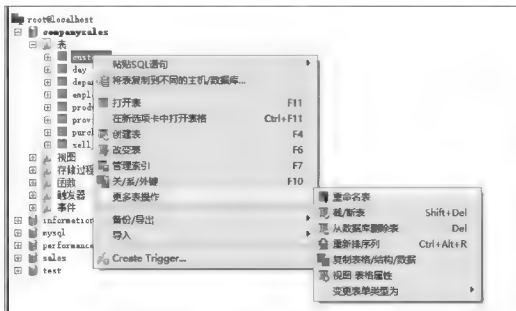 root@localhost
companysales
表
custo
粘贴SQL语句
day
将表复制到不同的主机/数据库...
depar
emplo
打开表 F11
produ
在新选项卡中打开表格 Ctrl+F11
provi
创建表 F4
purch
改变表 F6
sell_
管理索引 F7
视图
关/系/外键 F10
存储过程
更多表操作
函数
重命名表
触发器
备份/导出
截/断表 Shift+Del
事件
导入
从数据库删除表 Del
information
重新排序列 Ctrl+Alt+R
mysql
Create Trigger...
复制表格/结构/数据
performance
视图 表格属性
sales
变更表单类型为
test